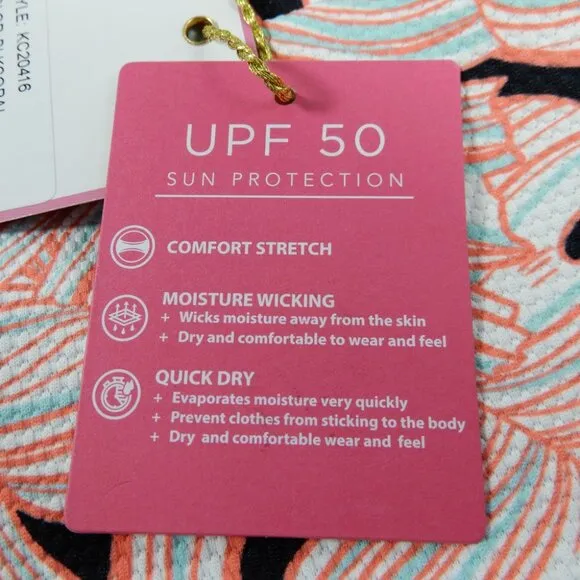 STYLE: KC20416
UPF 50
SUN PROTECTION
COMFORT STRETCH
MOISTURE WICKING
+ Wicks moisture away from the skin
+ Dry and comfortable to wear and feel
QUICK DRY
+ Evaporates moisture very quickly
+ Prevent clothes from sticking to the body
+ Dry and comfortable wear and feel